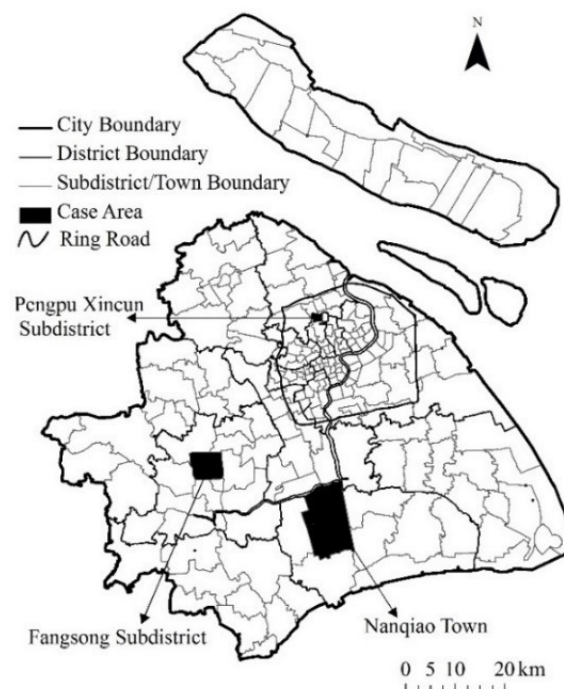 N
City Boundary
District Boundary
Subdistrict/Town Boundary
Case Area
Ring Road
Pengpu Xincun
Subdistrict
Fangsong Subdistrict
Nanqiao Town
0 5 10 20 km